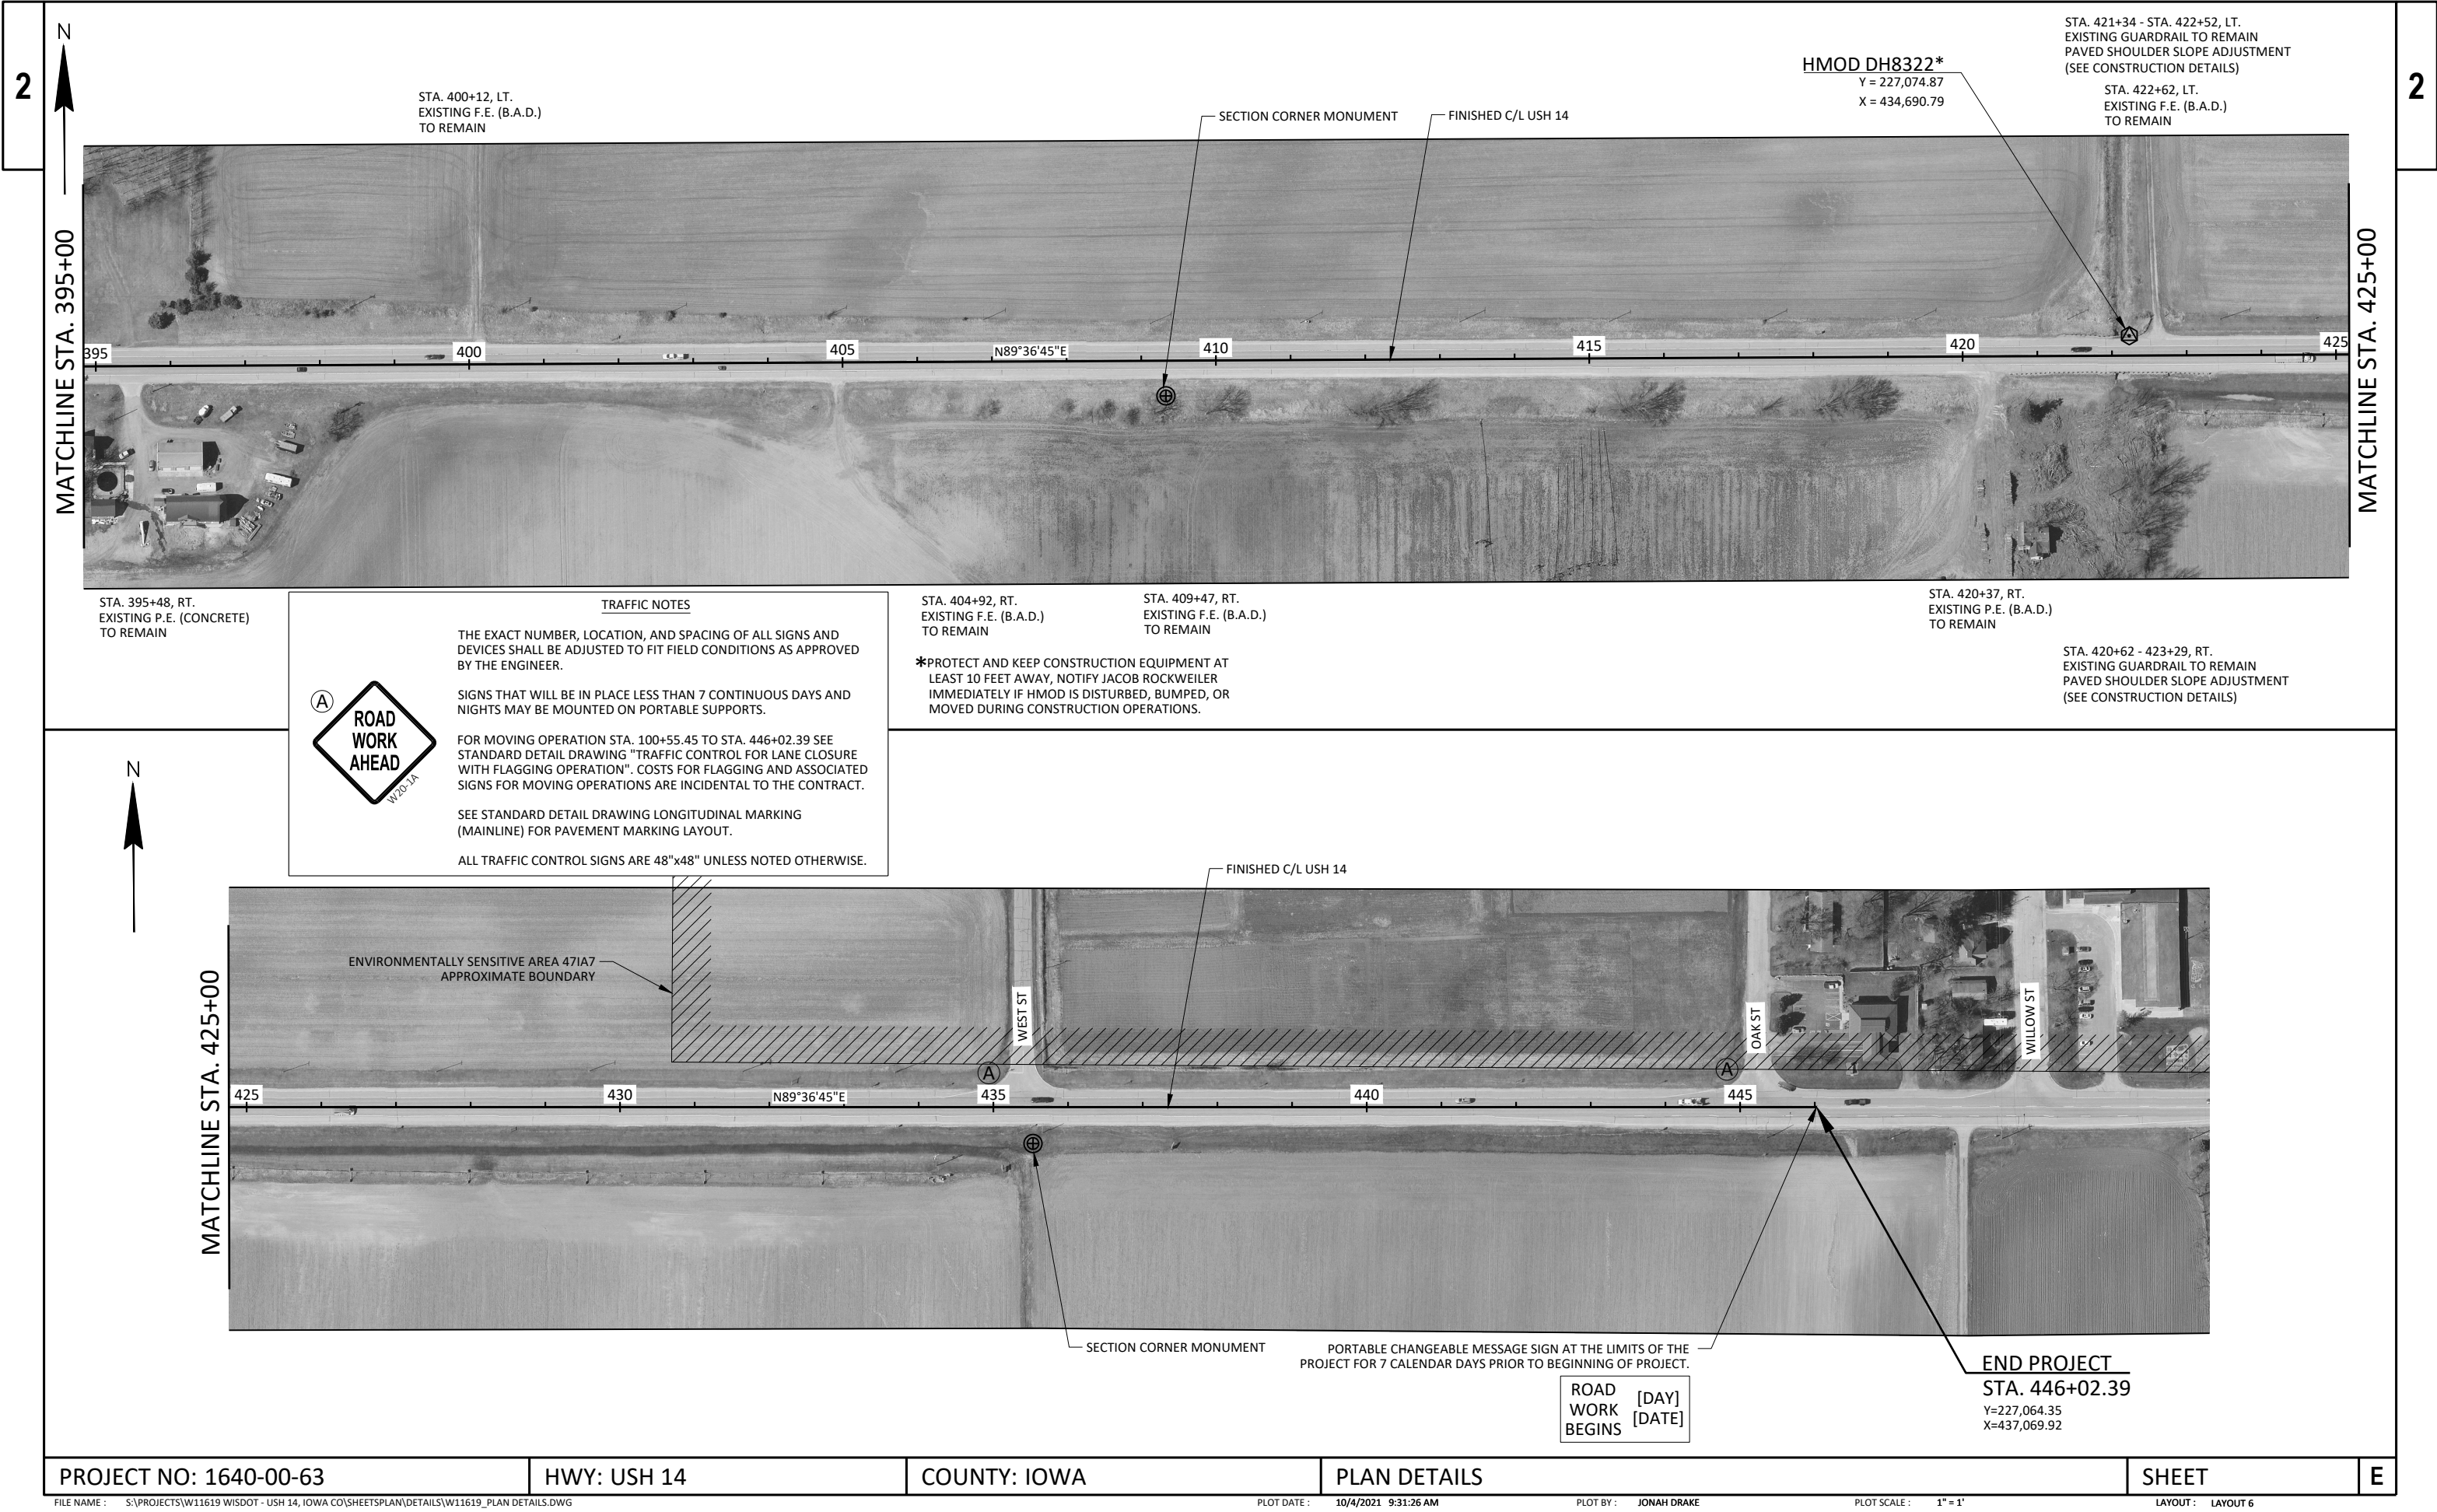 2
2
N
STA. 400+12, LT.
EXISTING F.E. (B.A.D.)
TO REMAIN
SECTION CORNER MONUMENT
FINISHED C/L USH 14
HMOD DH8322*
Y = 227,074.87
X = 434,690.79
STA. 421+34 - STA. 422+52, LT.
EXISTING GUARDRAIL TO REMAIN
PAVED SHOULDER SLOPE ADJUSTMENT
(SEE CONSTRUCTION DETAILS)
STA. 422+62, LT.
EXISTING F.E. (B.A.D.)
TO REMAIN
MATCHLINE STA. 395+00
395
400
405
N89°36'45"E
410
415
420
425
MATCHLINE STA. 425+00
STA. 395+48, RT.
EXISTING P.E. (CONCRETE)
TO REMAIN
TRAFFIC NOTES
THE EXACT NUMBER, LOCATION, AND SPACING OF ALL SIGNS AND
DEVICES SHALL BE ADJUSTED TO FIT FIELD CONDITIONS AS APPROVED
BY THE ENGINEER.
SIGNS THAT WILL BE IN PLACE LESS THAN 7 CONTINUOUS DAYS AND
NIGHTS MAY BE MOUNTED ON PORTABLE SUPPORTS.
FOR MOVING OPERATION STA. 100+55.45 TO STA. 446+02.39 SEE
STANDARD DETAIL DRAWING "TRAFFIC CONTROL FOR LANE CLOSURE
WITH FLAGGING OPERATION". COSTS FOR FLAGGING AND ASSOCIATED
SIGNS FOR MOVING OPERATIONS ARE INCIDENTAL TO THE CONTRACT.
SEE STANDARD DETAIL DRAWING LONGITUDINAL MARKING
(MAINLINE) FOR PAVEMENT MARKING LAYOUT.
ALL TRAFFIC CONTROL SIGNS ARE 48"x48" UNLESS NOTED OTHERWISE.
A
ROAD
WORK
AHEAD
W20-1A
STA. 404+92, RT.
EXISTING F.E. (B.A.D.)
TO REMAIN
STA. 409+47, RT.
EXISTING F.E. (B.A.D.)
TO REMAIN
*PROTECT AND KEEP CONSTRUCTION EQUIPMENT AT
LEAST 10 FEET AWAY, NOTIFY JACOB ROCKWEILER
IMMEDIATELY IF HMOD IS DISTURBED, BUMPED, OR
MOVED DURING CONSTRUCTION OPERATIONS.
STA. 420+37, RT.
EXISTING P.E. (B.A.D.)
TO REMAIN
STA. 420+62 - 423+29, RT.
EXISTING GUARDRAIL TO REMAIN
PAVED SHOULDER SLOPE ADJUSTMENT
(SEE CONSTRUCTION DETAILS)
N
FINISHED C/L USH 14
ENVIRONMENTALLY SENSITIVE AREA 47IA7
APPROXIMATE BOUNDARY
MATCHLINE STA. 425+00
WEST ST
OAK ST
WILLOW ST
A
A
425
430
N89°36'45"E
435
440
445
SECTION CORNER MONUMENT
PORTABLE CHANGEABLE MESSAGE SIGN AT THE LIMITS OF THE
PROJECT FOR 7 CALENDAR DAYS PRIOR TO BEGINNING OF PROJECT.
ROAD
WORK
BEGINS
[DAY]
[DATE]
END PROJECT
STA. 446+02.39
Y=227,064.35
X=437,069.92
PROJECT NO: 1640-00-63
HWY: USH 14
COUNTY: IOWA
PLAN DETAILS
SHEET
E
FILE NAME : S:\PROJECTS\W11619 WISDOT - USH 14, IOWA CO\SHEETSPLAN\DETAILS\W11619_PLAN DETAILS.DWG
PLOT DATE : 10/4/2021 9:31:26 AM
PLOT BY : JONAH DRAKE
PLOT SCALE : 1" = 1'
LAYOUT : LAYOUT 6